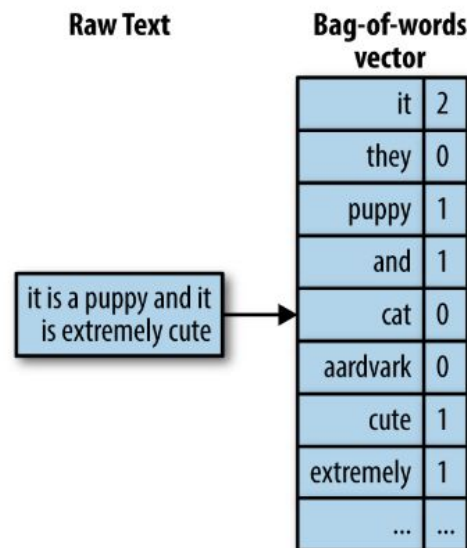 Raw Text
Bag-of-words
vector
it is a puppy and it
is extremely cute
it 2
they 0
puppy 1
and 1
cat 0
aardvark 0
cute 1
extremely 1
... ...